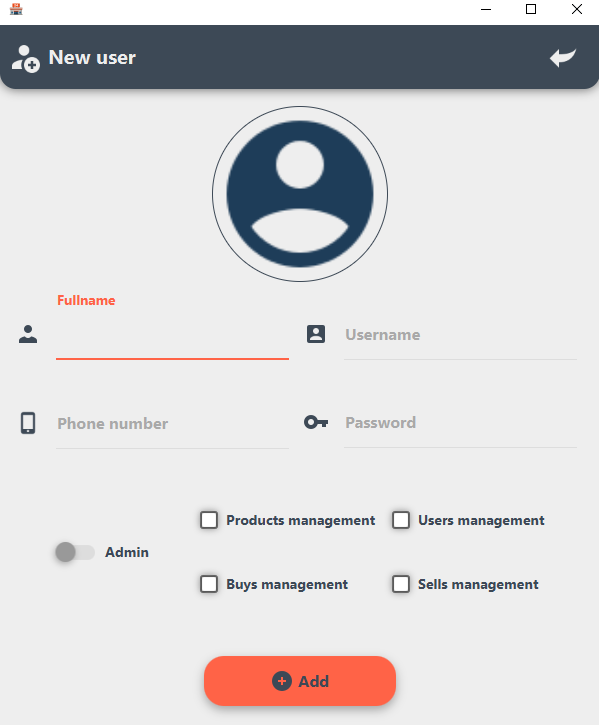 New user
Fullname
Username
Phone number
Password
Products management
Users management
Admin
Buys management
Sells management
Add